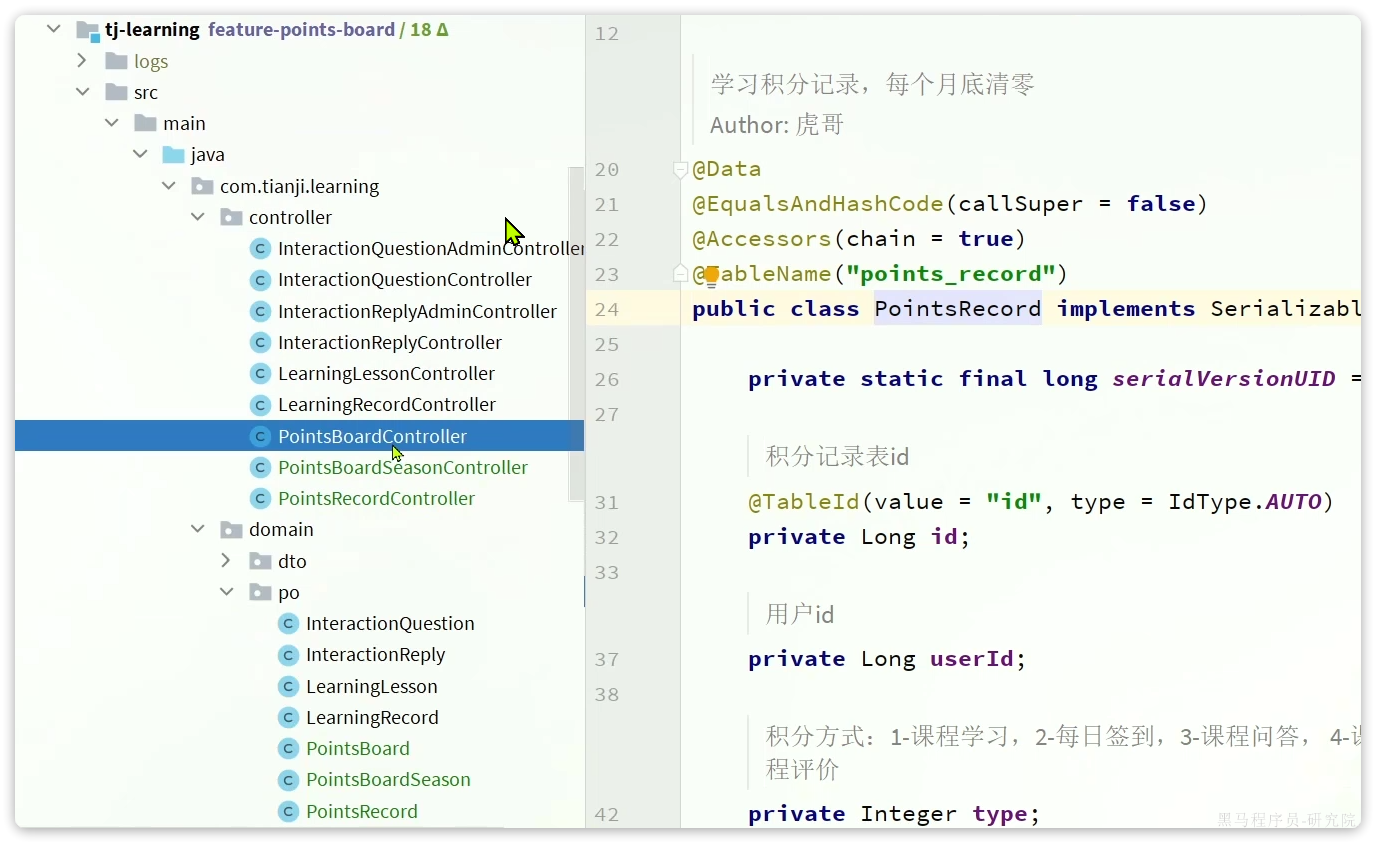 tj-learning feature-points-board / 18 Δ
logs
src
main
java
com.tianji.learning
controller
InteractionQuestionAdminController
InteractionQuestionController
InteractionReplyAdminController
InteractionReplyController
LearningLessonController
LearningRecordController
PointsBoardController
PointsBoardSeasonController
PointsRecordController
domain
dto
po
InteractionQuestion
InteractionReply
LearningLesson
LearningRecord
PointsBoard
PointsBoardSeason
PointsRecord
12
学习积分记录，每个月底清零
Author: 虎哥
20 @Data
21 @EqualsAndHashCode(callSuper = false)
22 @Accessors(chain = true)
23 @TableName("points_record")
24 public class PointsRecord implements Serializabl
25
26 private static final long serialVersionUID =
27
积分记录表id
31 @TableId(value = "id", type = IdType.AUTO)
32 private Long id;
33
用户id
37 private Long userId;
38
积分方式：1-课程学习，2-每日签到，3-课程问答， 4-课
程评价
42 private Integer type;
黑马程序员-研究院